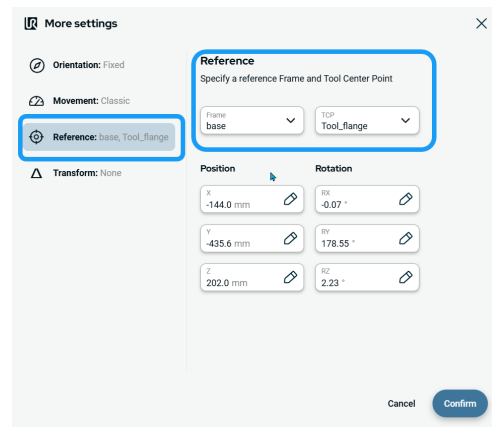 UR More settings
Orientation: Fixed
Movement: Classic
Reference: base, Tool_flange
Transform: None
Reference
Specify a reference Frame and Tool Center Point
Frame
base
TCP
Tool_flange
Position
X
-144.0 mm
Y
-435.6 mm
Z
202.0 mm
Rotation
RX
-0.07 °
RY
178.55 °
RZ
2.23 °
Cancel
Confirm